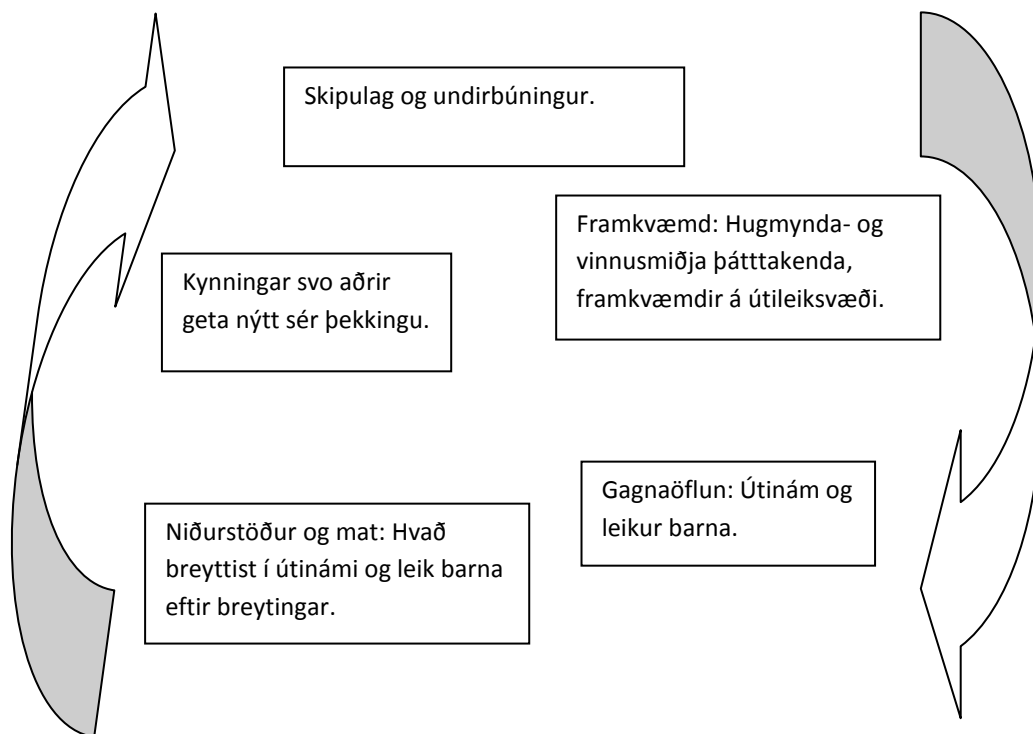 Skipulag og undirbúningur.
Framkvæmd: Hugmynda- og
vinnusmiðja þátttakenda,
framkvæmdir á útileiksvæði.
Kynningar svo aðrir
geta nýtt sér þekkingu.
Gagnaöflun: Útinám og
leikur barna.
Niðurstöður og mat: Hvað
breyttist í útinámi og leik barna
eftir breytingar.